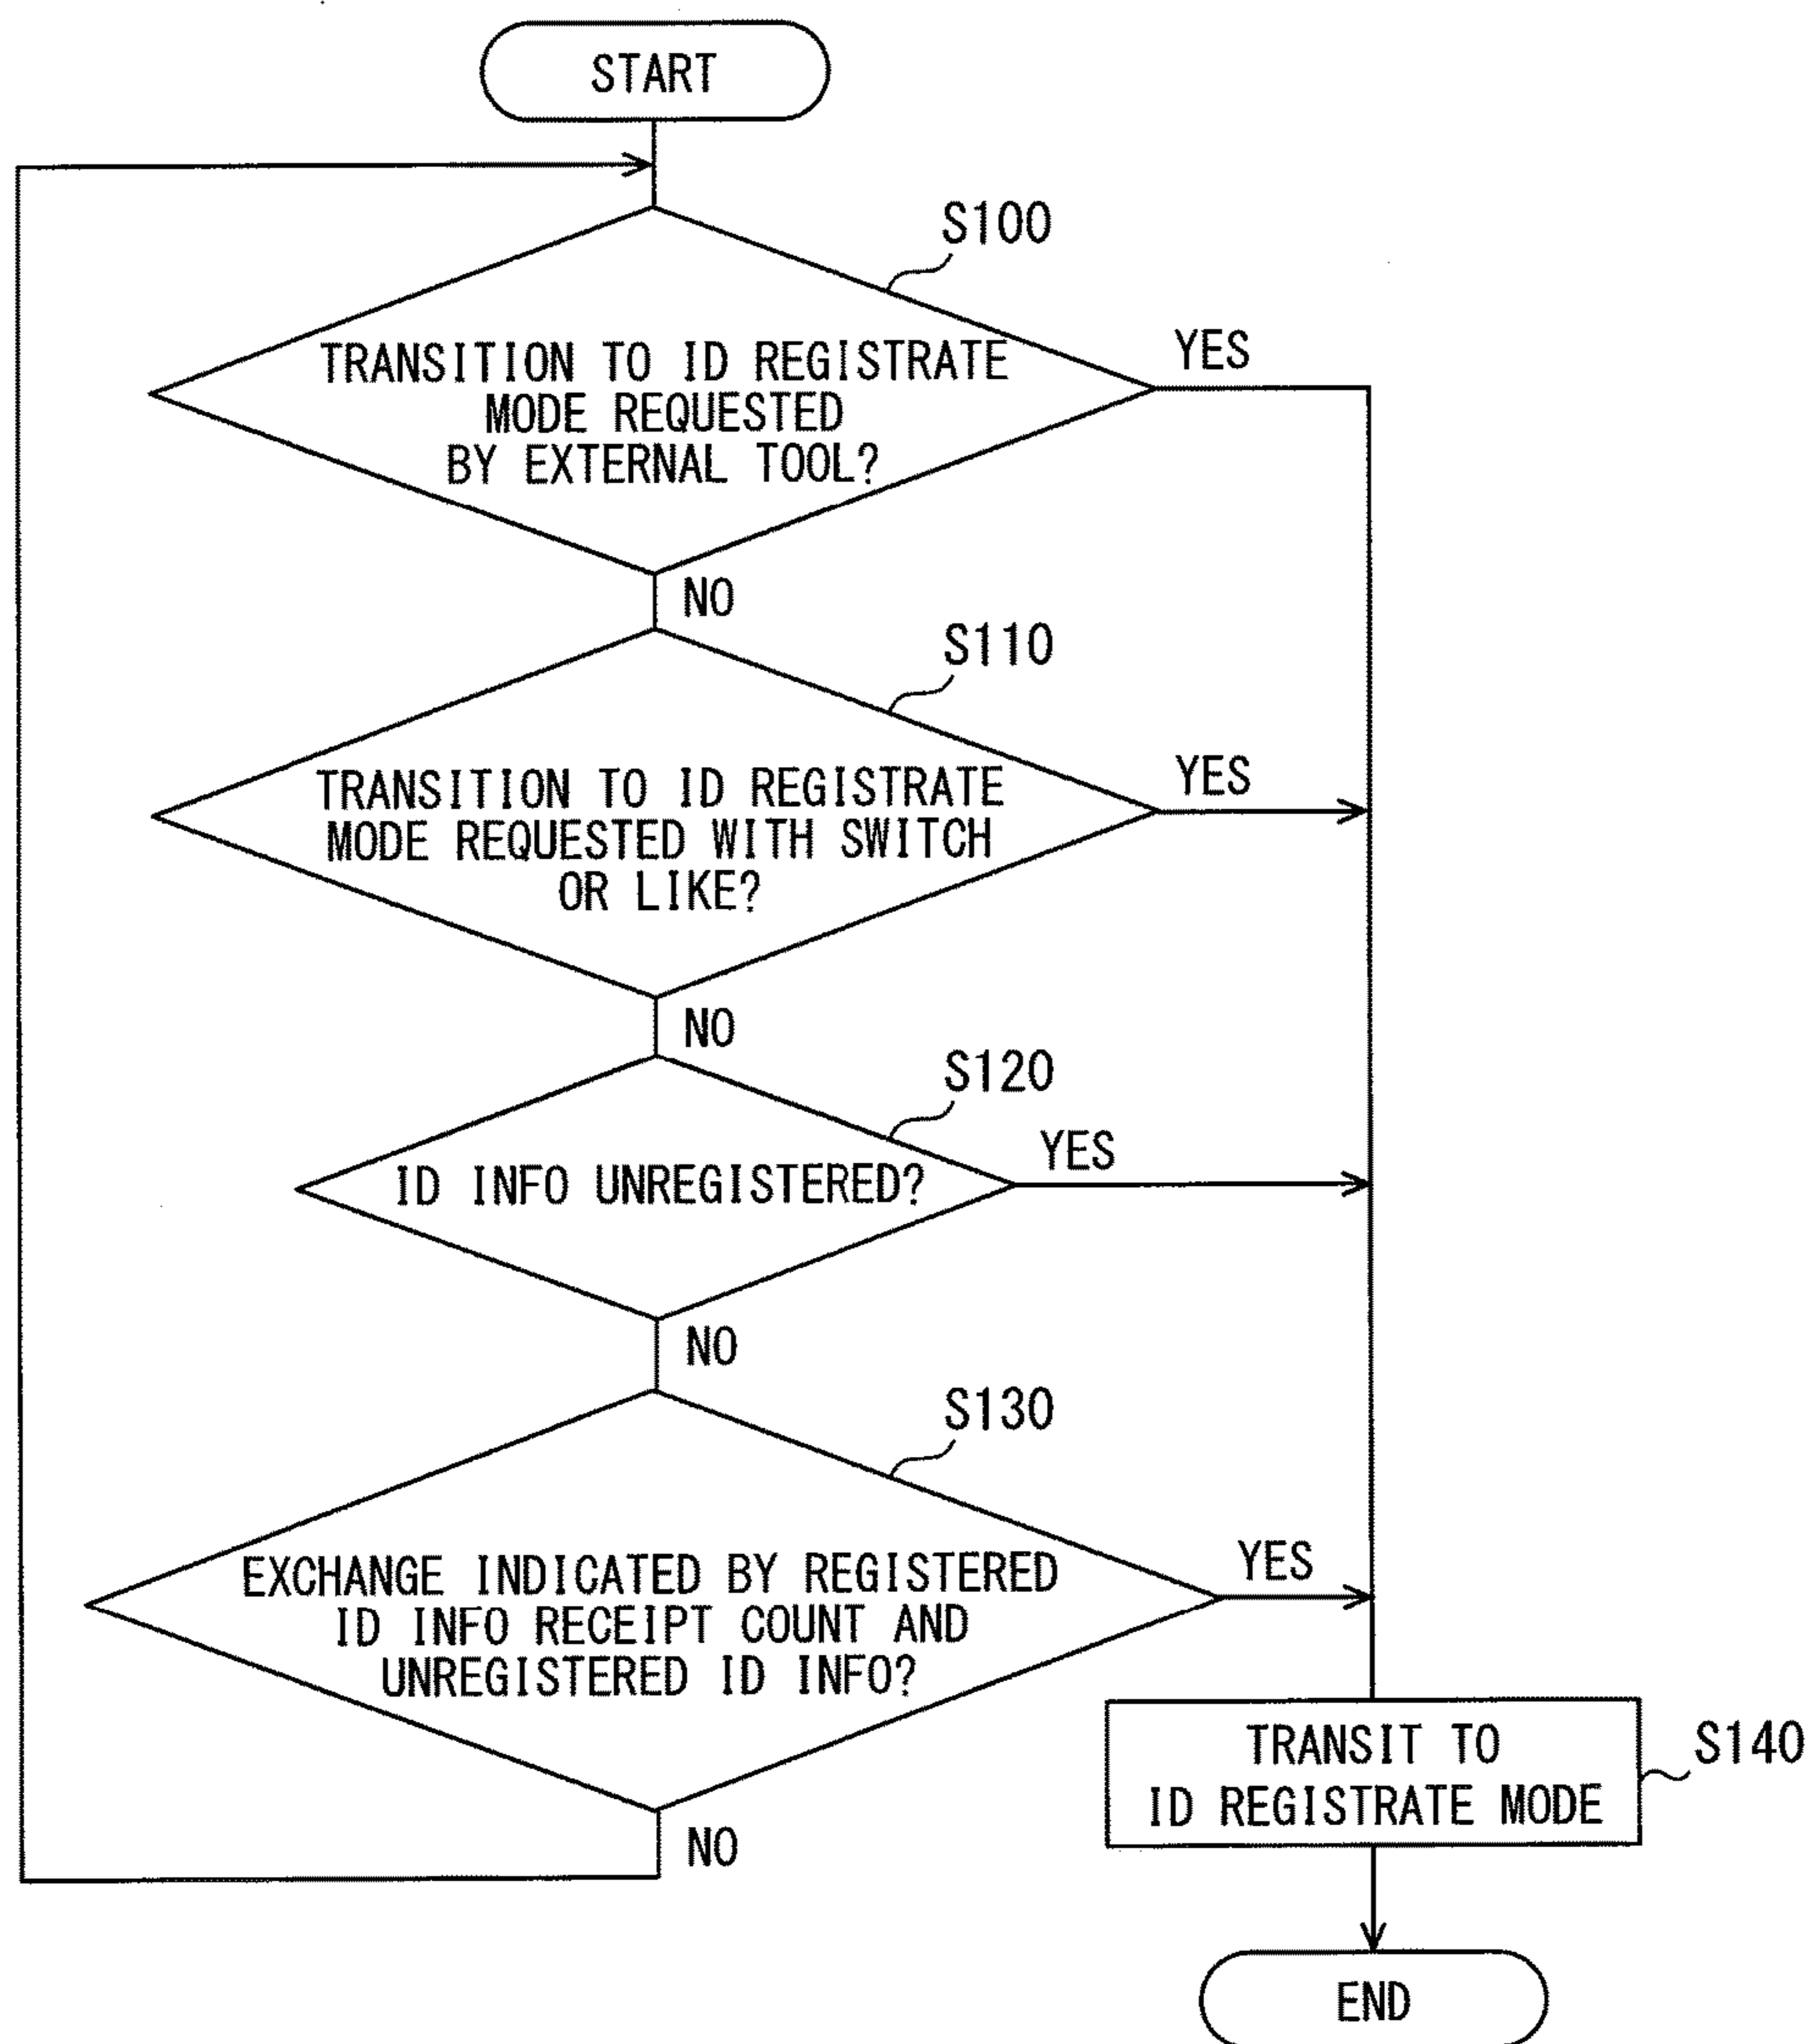 START
S100
TRANSITION TO ID REGISTRATE
MODE REQUESTED
BY EXTERNAL TOOL?
YES
NO
S110
TRANSITION TO ID REGISTRATE
MODE REQUESTED WITH SWITCH
OR LIKE?
YES
NO
S120
ID INFO UNREGISTERED?
YES
NO
S130
EXCHANGE INDICATED BY REGISTERED
ID INFO RECEIPT COUNT AND
UNREGISTERED ID INFO?
YES
NO
TRANSIT TO
ID REGISTRATE MODE
S140
END